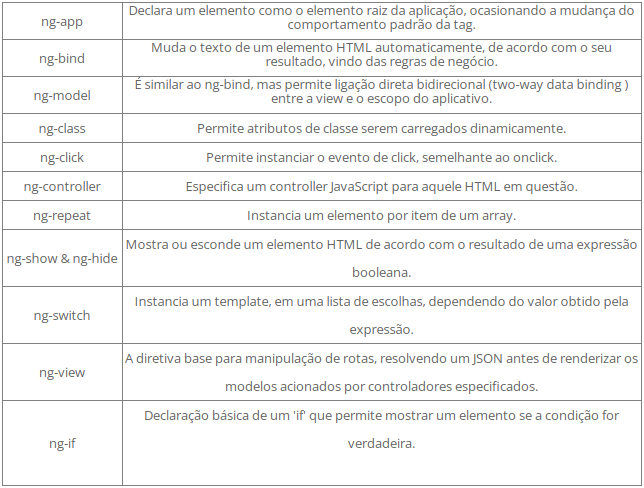 ng-app
Declara um elemento como o elemento raiz da aplicação, ocasionando a mudança do
comportamento padrão da tag.
ng-bind
Muda o texto de um elemento HTML automaticamente, de acordo com o seu
resultado, vindo das regras de negócio.
ng-model
É similar ao ng-bind, mas permite ligação direta bidirecional (two-way data binding )
entre a view e o escopo do aplicativo.
ng-class
Permite atributos de classe serem carregados dinamicamente.
ng-click
Permite instanciar o evento de click, semelhante ao onclick.
ng-controller
Especifica um controller JavaScript para aquele HTML em questão.
ng-repeat
Instancia um elemento por item de um array.
ng-show & ng-hide
Mostra ou esconde um elemento HTML de acordo com o resultado de uma expressão
booleana.
ng-switch
Instancia um template, em uma lista de escolhas, dependendo do valor obtido pela
expressão.
ng-view
A diretiva base para manipulação de rotas, resolvendo um JSON antes de renderizar os
modelos acionados por controladores especificados.
ng-if
Declaração básica de um 'if' que permite mostrar um elemento se a condição for
verdadeira.